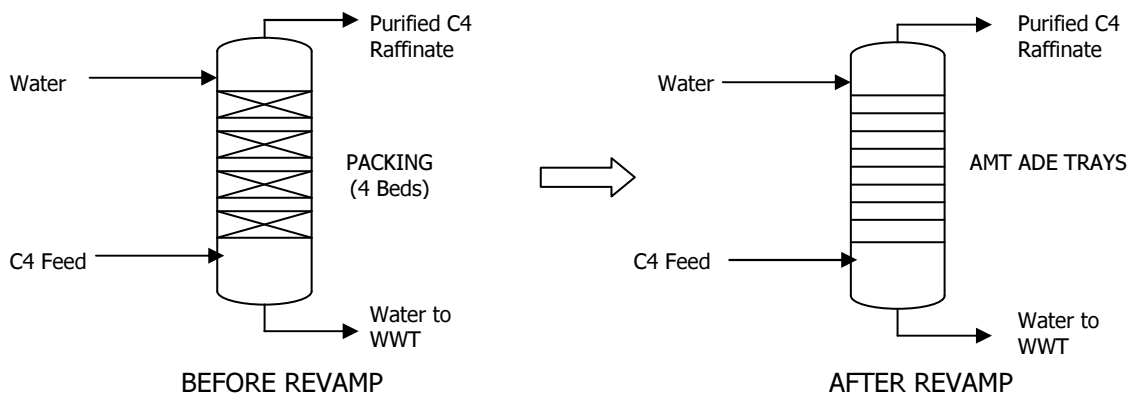 Purified C4
Raffinate
Water
PACKING
(4 Beds)
C4 Feed
Water to
WWT
BEFORE REVAMP
Purified C4
Raffinate
Water
AMT ADE TRAYS
C4 Feed
Water to
WWT
AFTER REVAMP